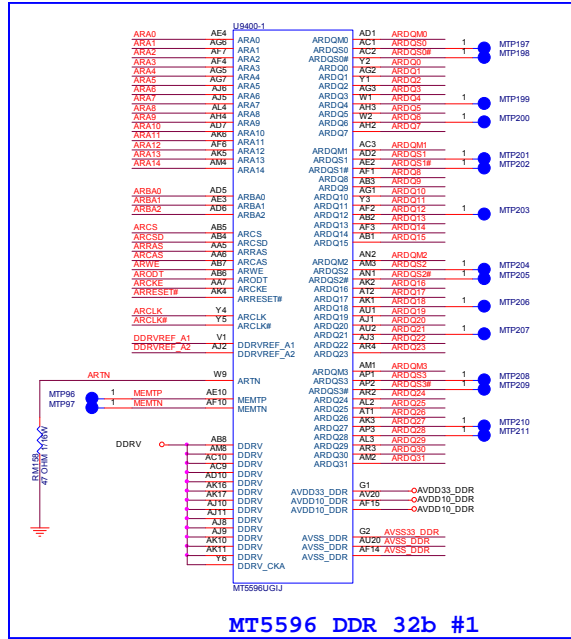 U9400-1
ARA0 AE4 ARA0
ARA1 AG6 ARA1
ARA2 AF7 ARA2
ARA3 AF4 ARA3
ARA4 AG5 ARA4
ARA5 AG7 ARA5
ARA6 AJ6 ARA6
ARA7 AJ5 ARA7
ARA8 AL4 ARA8
ARA9 AH4 ARA9
ARA10 AD7 ARA10
ARA11 AK6 ARA11
ARA12 AF6 ARA12
ARA13 AK5 ARA13
ARA14 AM4 ARA14
ARBA0 AD5 ARBA0
ARBA1 AE3 ARBA1
ARBA2 AD6 ARBA2
ARCS AB5 ARCS
ARCSD AB4 ARCSD
ARRAS AA5 ARRAS
ARCAS AA6 ARCAS
ARWE AB7 ARWE
ARODT AB6 ARODT
ARCKE AA7 ARCKE
ARRESET# AK4 ARRESET#
ARCLK Y4 ARCLK
ARCLK# Y5 ARCLK#
DDRVREF_A1 V1 DDRVREF_A1
DDRVREF_A2 AJ2 DDRVREF_A2
ARTN W9 ARTN
MTP96 1 MEMTP AE10 MEMTP
MTP97 1 MEMTN AF10 MEMTN
RM158
47 OHM 1/16W
DDRV
AB8 DDRV
AM8 DDRV
AC10 DDRV
AC9 DDRV
AD10 DDRV
AK16 DDRV
AK17 DDRV
AJ10 DDRV
AJ11 DDRV
AJ8 DDRV
AJ9 DDRV
AK10 DDRV
AK11 DDRV
Y6 DDRV_CKA
ARDQM0 AD1 ARDQM0
ARDQS0 AC1 ARDQS0 1 MTP197
ARDQS0# AC2 ARDQS0# 1 MTP198
ARDQ0 Y2 ARDQ0
ARDQ1 AG2 ARDQ1
ARDQ2 Y1 ARDQ2
ARDQ3 AG3 ARDQ3
ARDQ4 W1 ARDQ4 1 MTP199
ARDQ5 AH3 ARDQ5
ARDQ6 W2 ARDQ6 1 MTP200
ARDQ7 AH2 ARDQ7
ARDQM1 AC3 ARDQM1
ARDQS1 AD2 ARDQS1 1 MTP201
ARDQS1# AE2 ARDQS1# 1 MTP202
ARDQ8 AF1 ARDQ8
ARDQ9 AB3 ARDQ9
ARDQ10 AG1 ARDQ10
ARDQ11 Y3 ARDQ11
ARDQ12 AF2 ARDQ12 1 MTP203
ARDQ13 AB2 ARDQ13
ARDQ14 AF3 ARDQ14
ARDQ15 AB1 ARDQ15
ARDQM2 AN2 ARDQM2
ARDQS2 AM3 ARDQS2 1 MTP204
ARDQS2# AN1 ARDQS2# 1 MTP205
ARDQ16 AK2 ARDQ16
ARDQ17 AT2 ARDQ17
ARDQ18 AK1 ARDQ18 1 MTP206
ARDQ19 AU1 ARDQ19
ARDQ20 AJ1 ARDQ20
ARDQ21 AU2 ARDQ21 1 MTP207
ARDQ22 AJ3 ARDQ22
ARDQ23 AR4 ARDQ23
ARDQM3 AM1 ARDQM3
ARDQS3 AP1 ARDQS3 1 MTP208
ARDQS3# AP2 ARDQS3# 1 MTP209
ARDQ24 AR2 ARDQ24
ARDQ25 AL2 ARDQ25
ARDQ26 AT1 ARDQ26
ARDQ27 AK3 ARDQ27 1 MTP210
ARDQ28 AP3 ARDQ28 1 MTP211
ARDQ29 AL3 ARDQ29
ARDQ30 AR3 ARDQ30
ARDQ31 AM2 ARDQ31
AVDD33_DDR G1 AVDD33_DDR
AVDD10_DDR AV20 AVDD10_DDR
AVDD10_DDR AF15 AVDD10_DDR
G2 AVSS33_DDR
AVSS_DDR AU20 AVSS_DDR
AVSS_DDR AF14 AVSS_DDR
AVSS_DDR
MT5596UGIJ
MT5596 DDR 32b #1